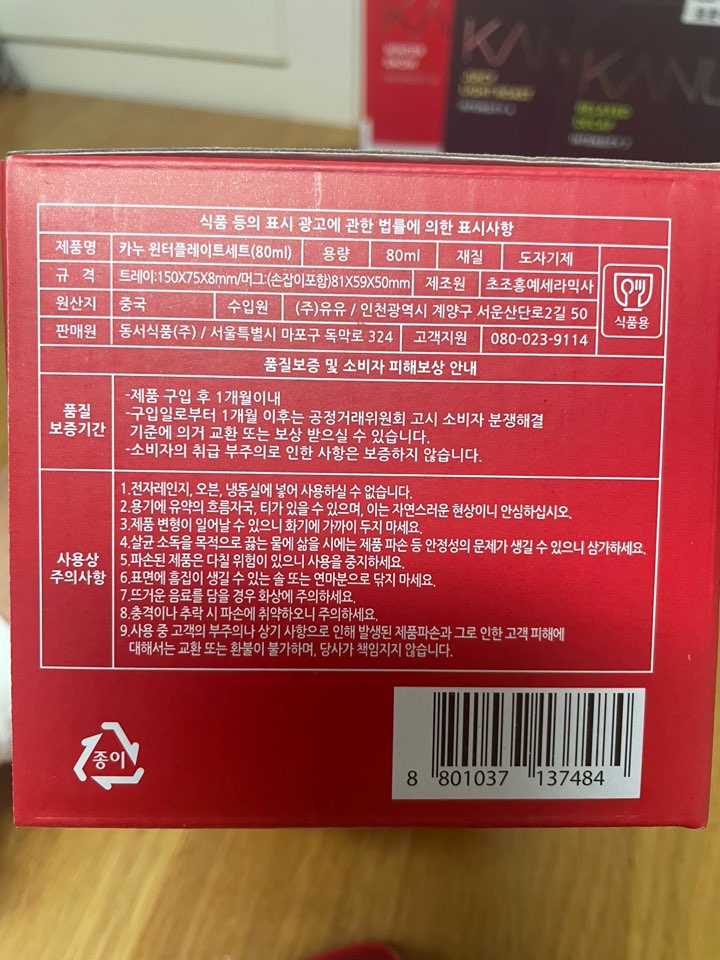 KANU
KANU
식품 등의 표시 광고에 관한 법률에 의한 표시사항
제품명 카누 윈터플레이트세트(80ml) 용량 80ml 재질 도자기제
규 격 트레이:150X75X8mm/머그:(손잡이포함)81X59X50mm 제조원 초조홍예세라믹사
원산지 중국 수입원 (주)유유 / 인천광역시 계양구 서운산단로2길 50
식품용
판매원 동서식품(주) / 서울특별시 마포구 독막로 324 고객지원 080-023-9114
품질보증 및 소비자 피해보상 안내
품질
보증기간
-제품 구입 후 1개월이내
-구입일로부터 1개월 이후는 공정거래위원회 고시 소비자 분쟁해결
기준에 의거 교환 또는 보상 받으실 수 있습니다.
-소비자의 취급 부주의로 인한 사항은 보증하지 않습니다.
사용상
주의사항
1.전자레인지, 오븐, 냉동실에 넣어 사용하실 수 없습니다.
2.용기에 유약의 흐름자국, 티가 있을 수 있으며, 이는 자연스러운 현상이니 안심하십시오.
3.제품 변형이 일어날 수 있으니 화기에 가까이 두지 마세요.
4.살균 소독을 목적으로 끓는 물에 삶을 시에는 제품 파손 등 안정성의 문제가 생길 수 있으니 삼가하세요.
5.파손된 제품은 다칠 위험이 있으니 사용을 중지하세요.
6.표면에 흠집이 생길 수 있는 솔 또는 연마분으로 닦지 마세요.
7.뜨거운 음료를 담을 경우 화상에 주의하세요.
8.충격이나 추락 시 파손에 취약하오니 주의하세요.
9.사용 중 고객의 부주의나 상기 사항으로 인해 발생된 제품파손과 그로 인한 고객 피해에
대해서는 교환 또는 환불이 불가하며, 당사가 책임지지 않습니다.
종이
8 801037 137484